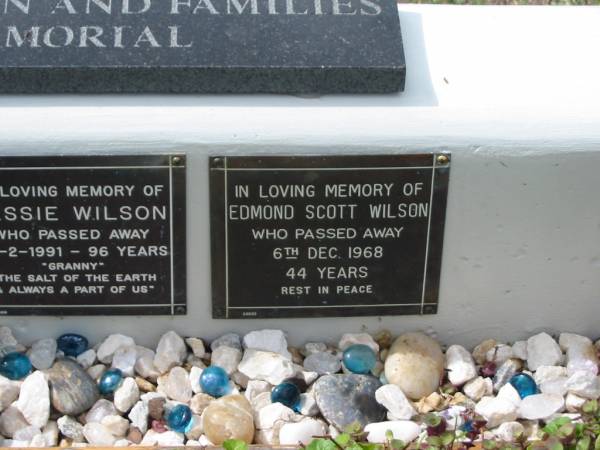 AND FAMILIES
LOVING MEMORY OF
WILSON
WHO PASSED AWAY
-2-1991 - 96 YEARS
"GRANNY"
THE SALT OF THE EARTH
ALWAYS A PART OF US"
IN LOVING MEMORY OF
EDMOND SCOTT WILSON
WHO PASSED AWAY
6TH DEC. 1968
44 YEARS
REST IN PEACE